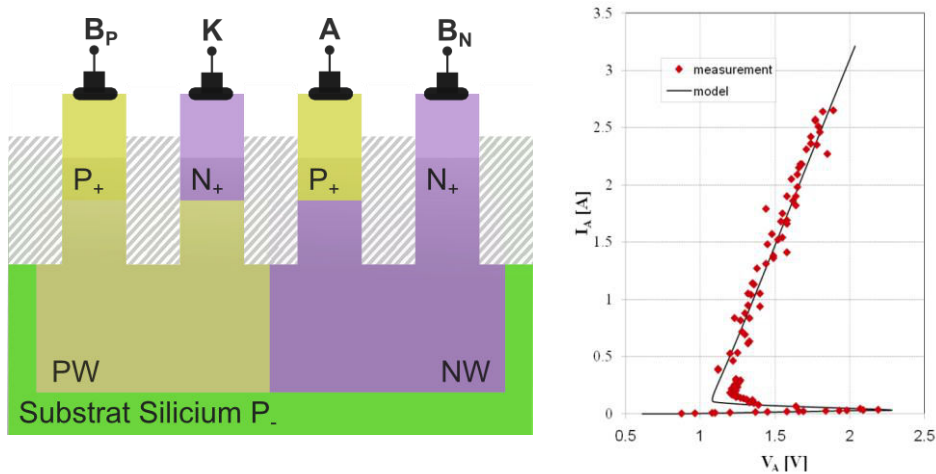 B_P K A B_N
P+ N+ P+ N+
PW NW
Substrat Silicium P-
3.5
3
2.5
2
1.5
1
0.5
0
I_A [A]
measurement
model
0.5 1 1.5 2 2.5
V_A [V]